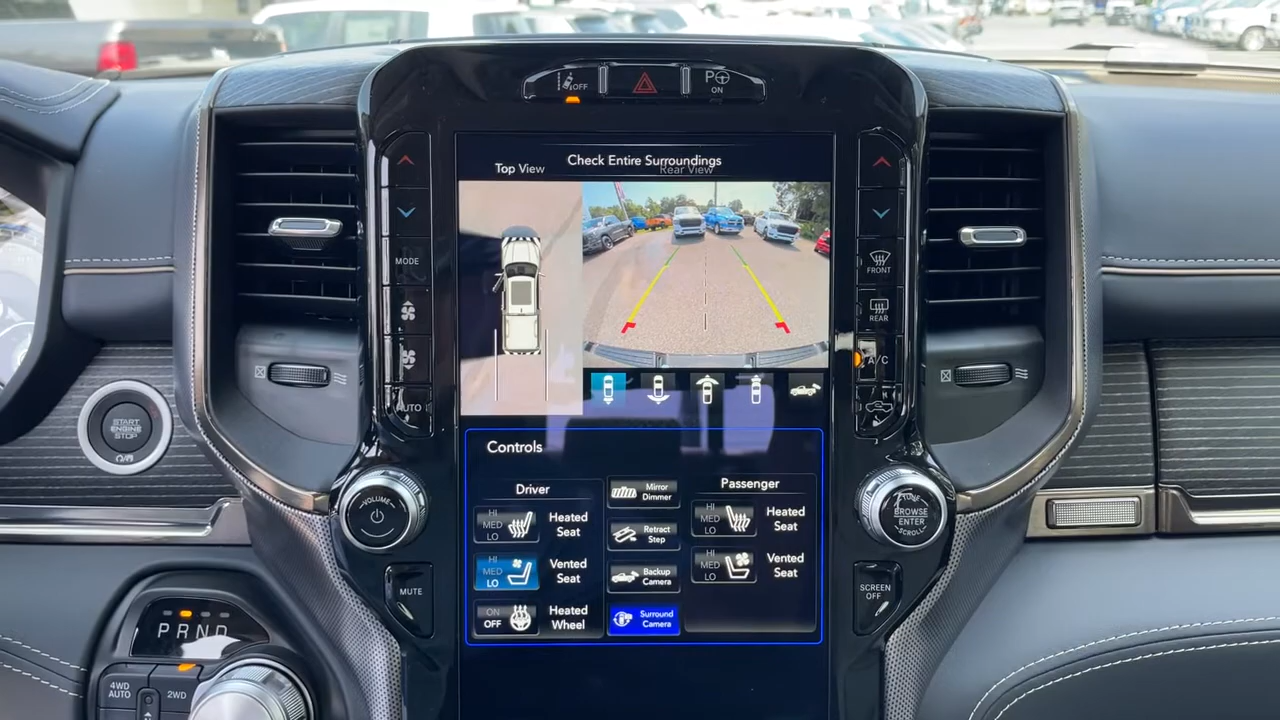 OFF
P
ON
Check Entire Surroundings
Top View
Rear View
MODE
AUTO
FRONT
REAR
A/C
START
ENGINE
STOP
Controls
Driver
HI
MED
LO
Heated
Seat
HI
MED
LO
Vented
Seat
ON
OFF
Heated
Wheel
Mirror
Dimmer
Retract
Step
Backup
Camera
Surround
Camera
Passenger
HI
MED
LO
Heated
Seat
HI
MED
LO
Vented
Seat
VOLUME
MUTE
TUNE
BROWSE
ENTER
SCROLL
SCREEN
OFF
PRND
4WD
AUTO
2WD